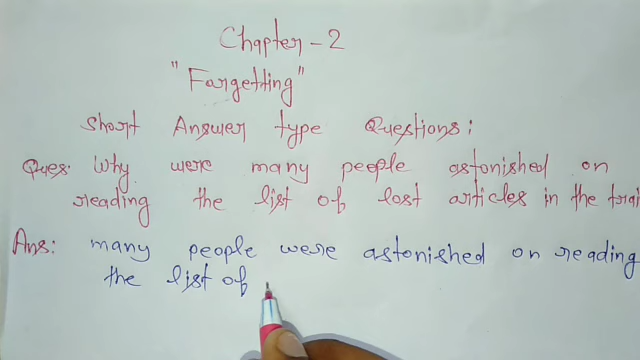 Chapter - 2
"Fargetting"
Short Answer type Questions:
Ques: Why were many people astonished on
reading the list of lost articles in the trai
Ans: many people were astonished on reading
the list of